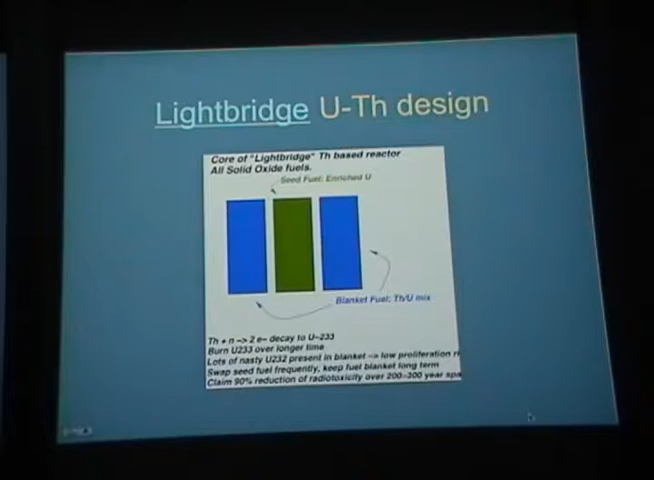 Lightbridge U-Th design
Core of "Lightbridge" Th based reactor
All Solid Oxide fuels.
Seed Fuel: Enriched U
Blanket Fuel: Th/U mix
Th + n -> 2 e- decay to U-233
Burn U233 over longer time
Lots of nasty U232 present in blanket -> low proliferation
Swap seed fuel frequently, keep fuel blanket long term
Claim 90% reduction of radiotoxicity over 200-300 year